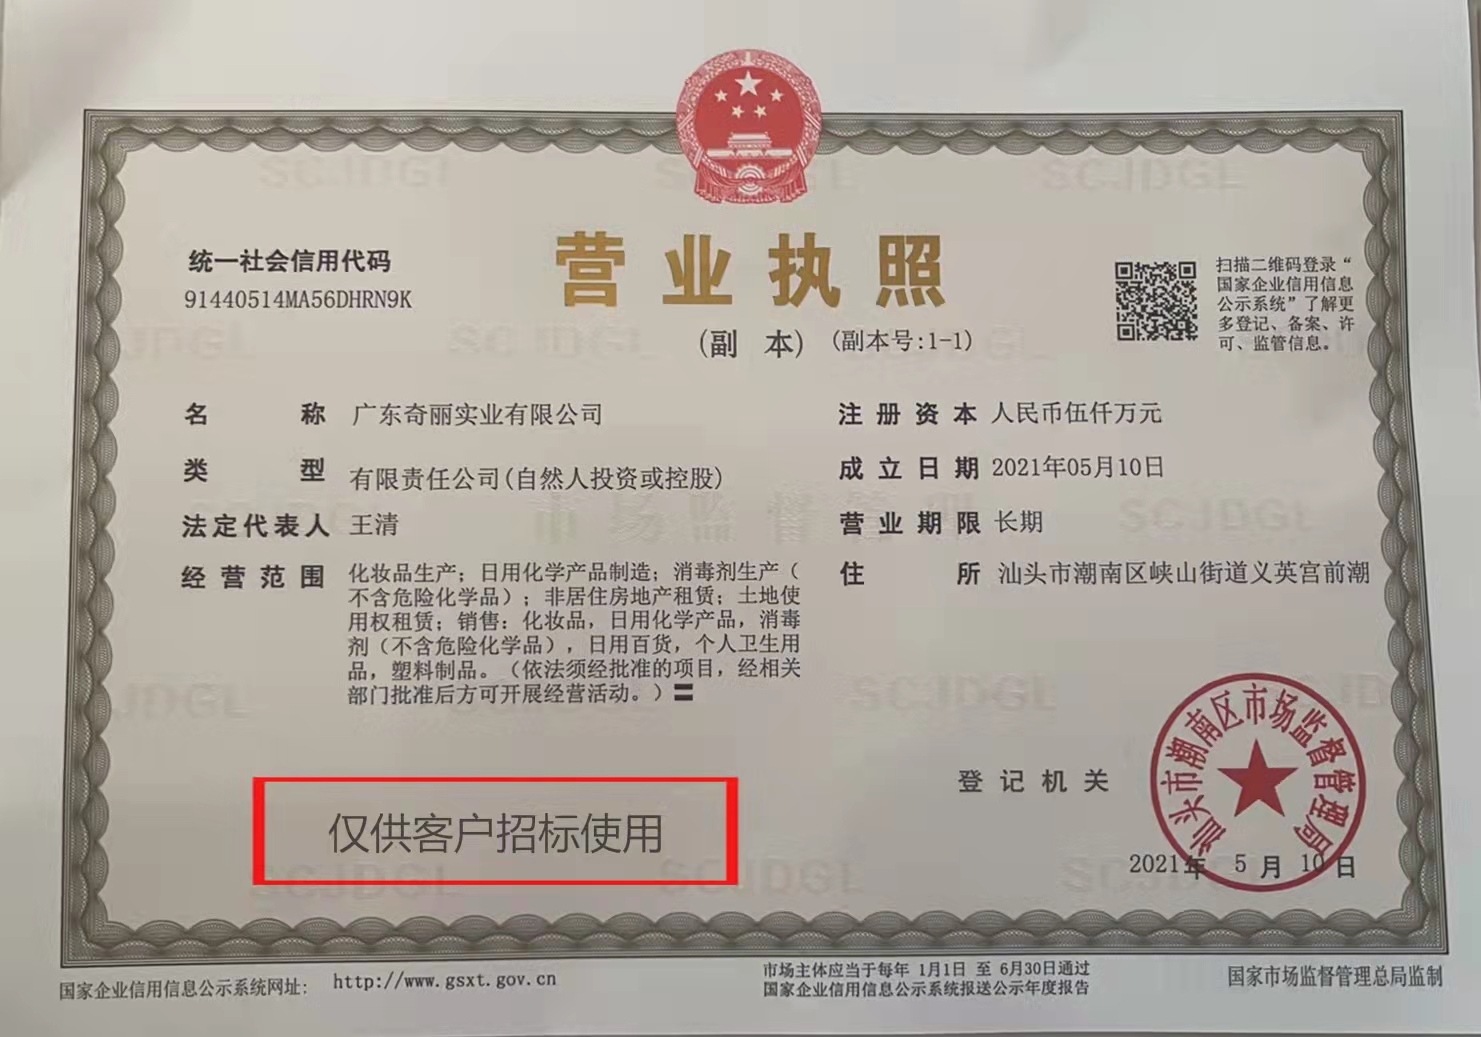 营业执照
(副 本) (副本号:1-1)
统一社会信用代码
91440514MA56DHRN9K
扫描二维码登录“
国家企业信用信息
公示系统”了解更
多登记、备案、许
可、监管信息。
名 称 广东奇丽实业有限公司
类 型 有限责任公司(自然人投资或控股)
法定代表人 王清
经营范围 化妆品生产；日用化学产品制造；消毒剂生产（
不含危险化学品）；非居住房地产租赁；土地使
用权租赁；销售：化妆品，日用化学产品，消毒
剂（不含危险化学品），日用百货，个人卫生用
品，塑料制品。（依法须经批准的项目，经相关
部门批准后方可开展经营活动。）
注册资本 人民币伍仟万元
成立日期 2021年05月10日
营业期限 长期
住 所 汕头市潮南区峡山街道义英宫前潮
仅供客户招标使用
登记机关
汕头市潮南区市场监督管理局
2021年 5 月 10 日
国家企业信用信息公示系统网址： http://www.gsxt.gov.cn
市场主体应当于每年 1月1日 至 6月30日通过
国家企业信用信息公示系统报送公示年度报告
国家市场监督管理总局监制
SCJDGL
市场监督管理